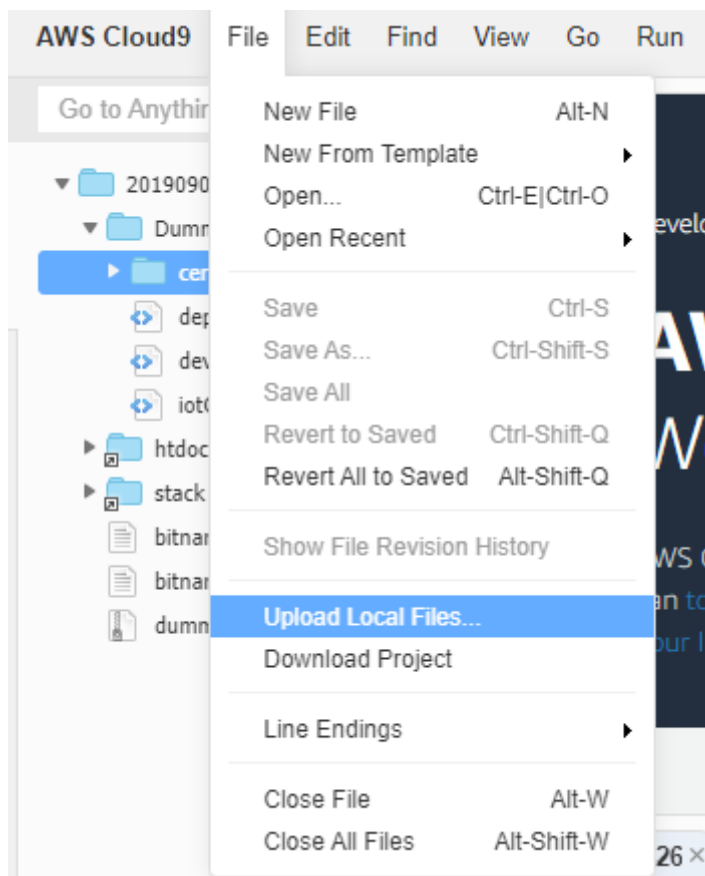 AWS Cloud9 File Edit Find View Go Run
Go to
New File Alt-N
New From Template
Open... Ctrl-E|Ctrl-O
Open Recent
Save Ctrl-S
Save As... Ctrl-Shift-S
Save All
Revert to Saved Ctrl-Shift-Q
Revert All to Saved Alt-Shift-Q
Show File Revision History
Upload Local Files...
Download Project
Line Endings
Close File Alt-W
Close All Files Alt-Shift-W
2019090
Dumm
cer
dep
dev
htdoc
stack
bitnar
bitnar
dumm
26